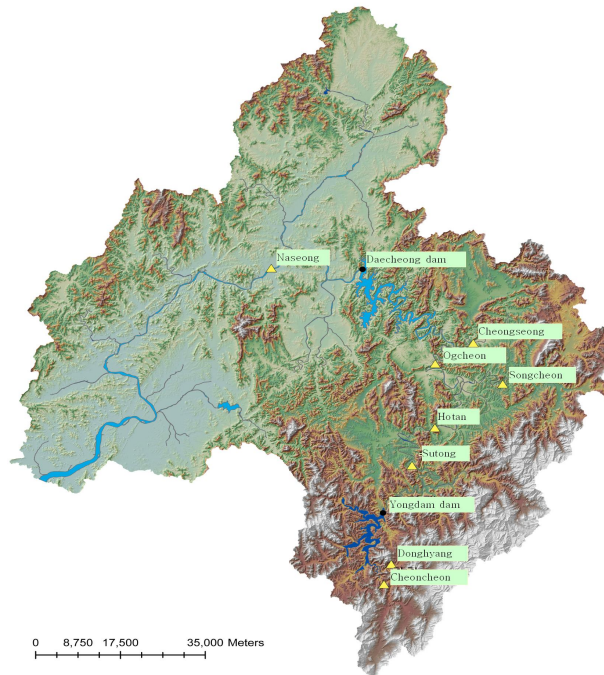 Naseong
Daecheong dam
Cheongseong
Ogcheon
Songcheon
Hotan
Sutong
Yongdam dam
Donghyang
Cheoncheon
0 8,750 17,500 35,000 Meters